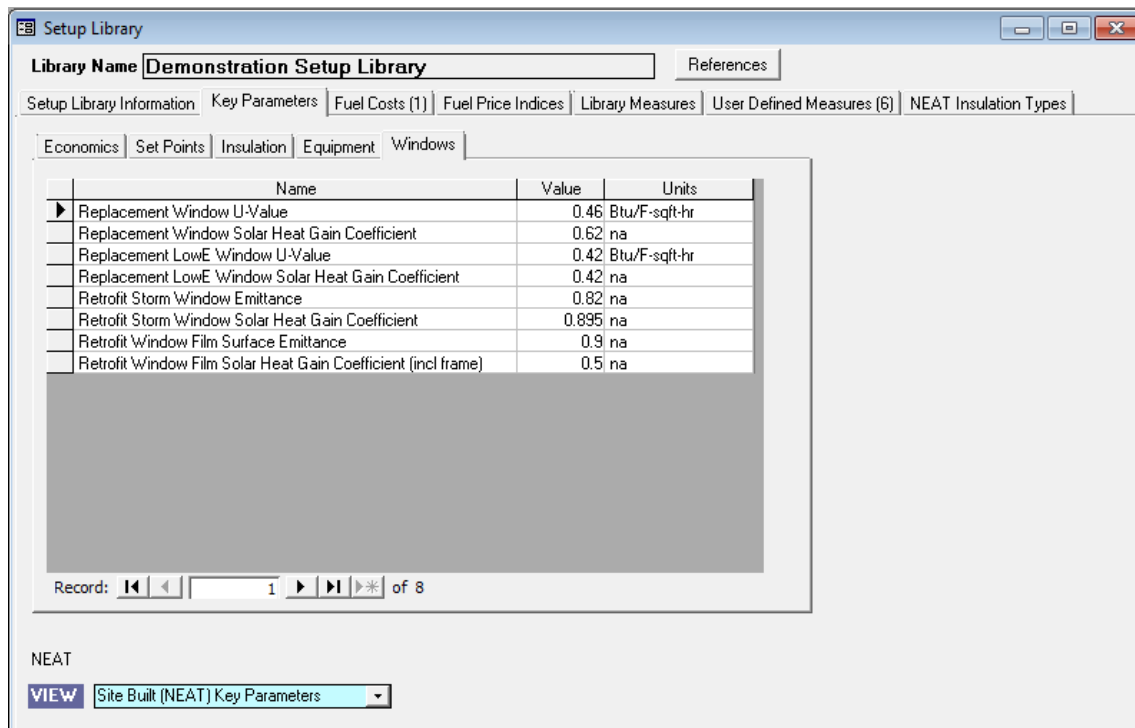 Setup Library
Library Name Demonstration Setup Library References
Setup Library Information Key Parameters Fuel Costs (1) Fuel Price Indices Library Measures User Defined Measures (6) NEAT Insulation Types
Economics Set Points Insulation Equipment Windows
Name Value Units
Replacement Window U-Value 0.46 Btu/F-sqft-hr
Replacement Window Solar Heat Gain Coefficient 0.62 na
Replacement LowE Window U-Value 0.42 Btu/F-sqft-hr
Replacement LowE Window Solar Heat Gain Coefficient 0.42 na
Retrofit Storm Window Emittance 0.82 na
Retrofit Storm Window Solar Heat Gain Coefficient 0.895 na
Retrofit Window Film Surface Emittance 0.9 na
Retrofit Window Film Solar Heat Gain Coefficient (incl frame) 0.5 na
Record: 1 of 8
NEAT
VIEW Site Built (NEAT) Key Parameters